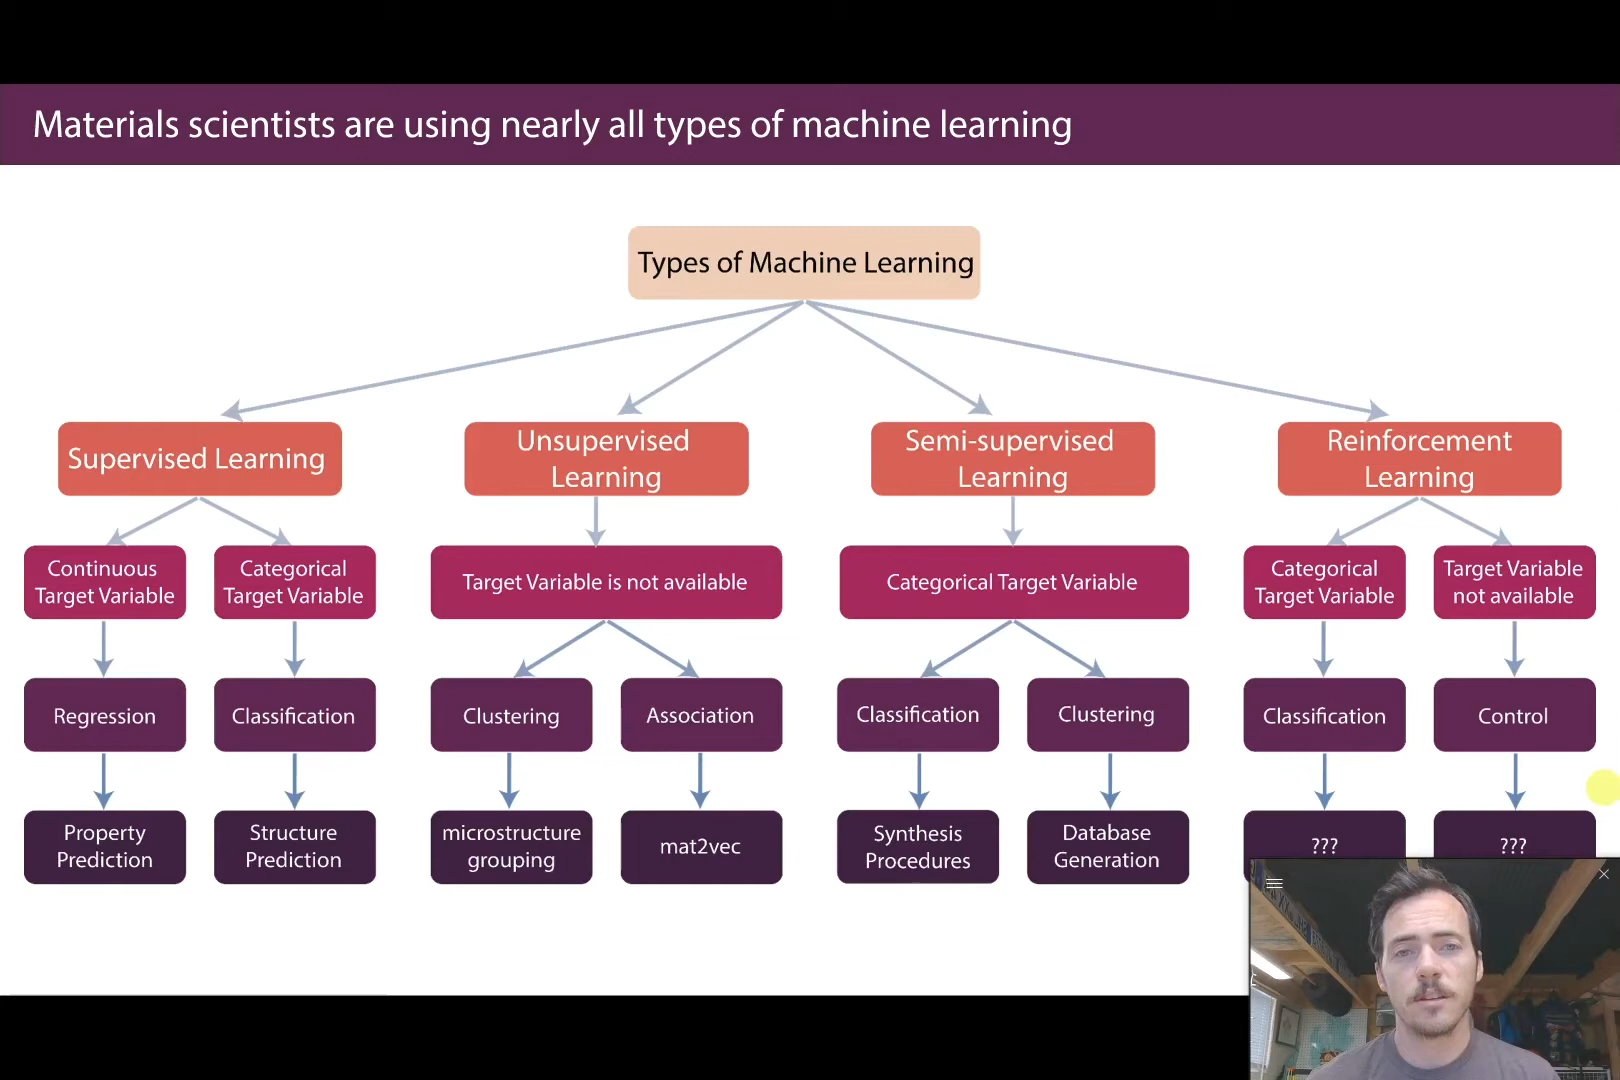 Materials scientists are using nearly all types of machine learning
Types of Machine Learning
Supervised Learning
Unsupervised
Learning
Semi-supervised
Learning
Reinforcement
Learning
Continuous
Target Variable
Categorical
Target Variable
Target Variable is not available
Categorical Target Variable
Categorical
Target Variable
Target Variable
not available
Regression
Classification
Clustering
Association
Classification
Clustering
Classification
Control
Property
Prediction
Structure
Prediction
microstructure
grouping
mat2vec
Synthesis
Procedures
Database
Generation
???
???